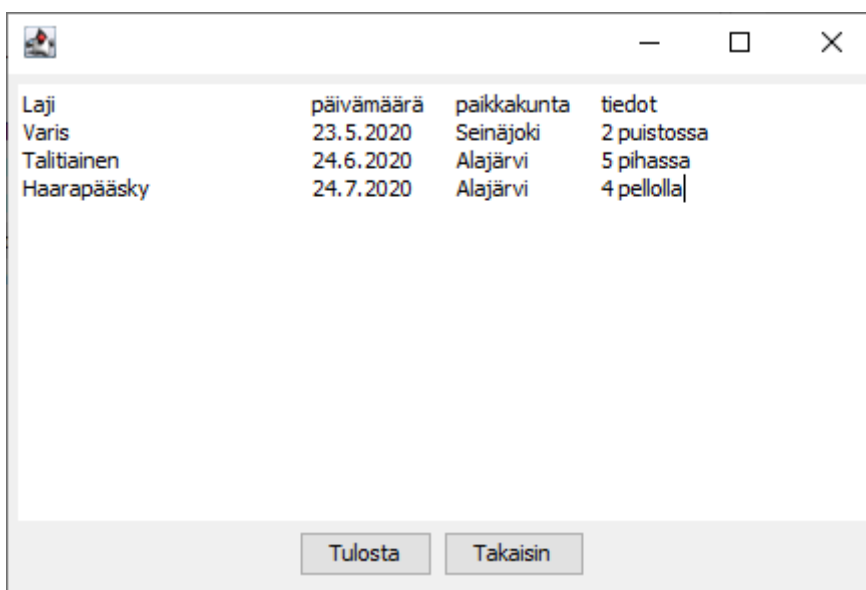 Laji päivämäärä paikkakunta tiedot
Varis 23.5.2020 Seinäjoki 2 puistossa
Talitiainen 24.6.2020 Alajärvi 5 pihassa
Haarapääsky 24.7.2020 Alajärvi 4 pellolla
Tulosta Takaisin